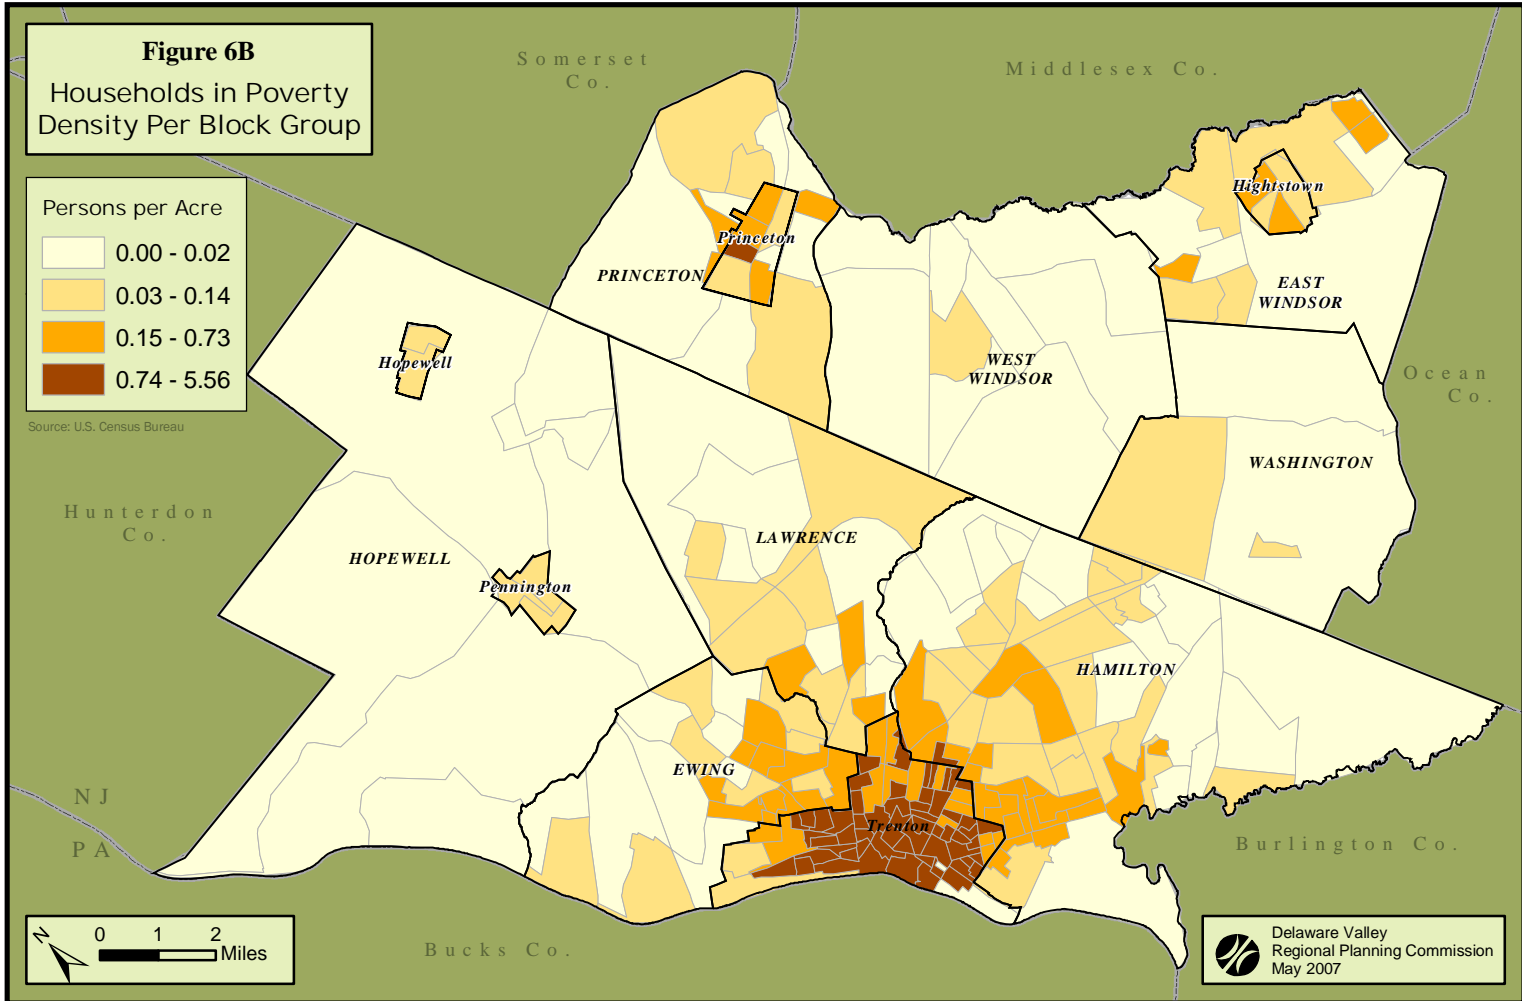 Figure 6B
Households in Poverty
Density Per Block Group
Persons per Acre
0.00 - 0.02
0.03 - 0.14
0.15 - 0.73
0.74 - 5.56
Source: U.S. Census Bureau
Somerset
Co.
Middlesex Co.
Hightstown
Princeton
PRINCETON
EAST
WINDSOR
Hopewell
WEST
WINDSOR
Ocean
Co.
WASHINGTON
Hunterdon
Co.
LAWRENCE
HOPEWELL
Pennington
HAMILTON
EWING
NJ
PA
Trenton
Burlington Co.
Bucks Co.
N
0 1 2
Miles
Delaware Valley
Regional Planning Commission
May 2007